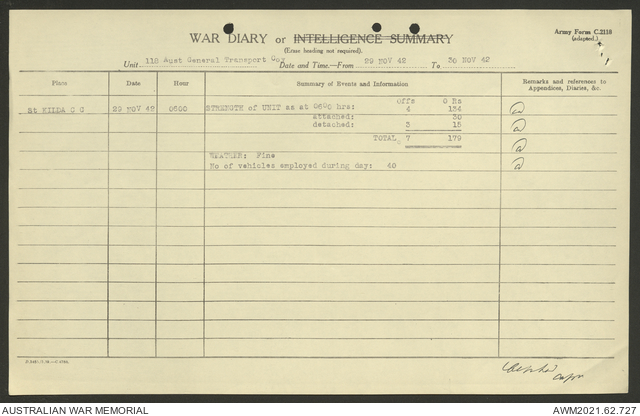 WAR DIARY or INTELLIGENCE SUMMARY
(Erase heading not required).
Army Form C.2118
(adapted.)
Unit 118 Aust General Transport Coy Date and Time.—From 29 NOV 42 To 30 NOV 42
Place Date Hour Summary of Events and Information Remarks and references to Appendices, Diaries, &c.
Offs O Rs
St KILDA C C 29 NOV 42 0600 STRENGTH of UNIT as at 0600 hrs: 4 154
attached: 30
detached: 3 15
TOTAL. 7 179
WEATHER: Fine
No of vehicles employed during day: 40
Capt
AUSTRALIAN WAR MEMORIAL AWM2021.62.727